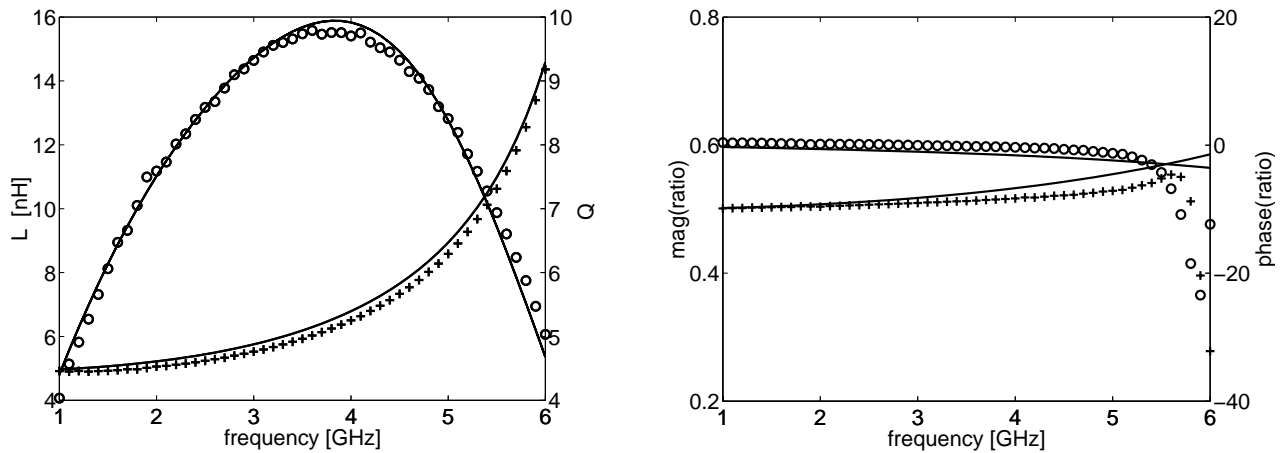 16
14
12
10
8
6
4
L [nH]
10
9
8
7
6
5
4
Q
1 2 3 4 5 6
frequency [GHz]
0.8
0.6
0.4
0.2
mag(ratio)
20
0
−20
−40
phase(ratio)
1 2 3 4 5 6
frequency [GHz]